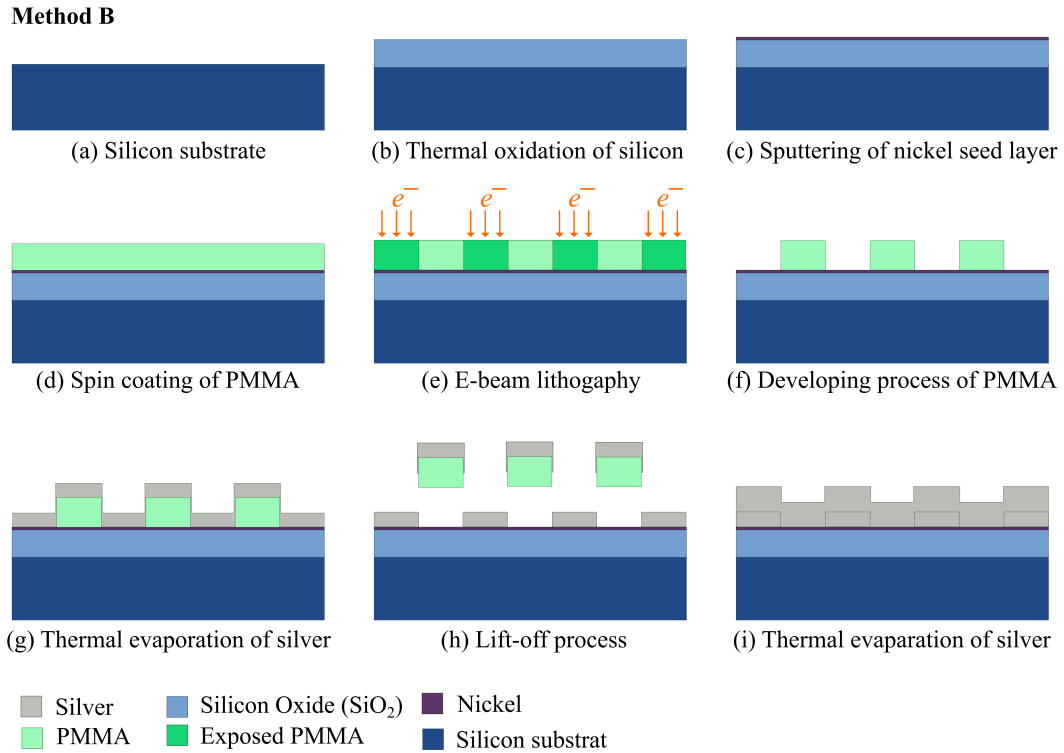 Method B
(a) Silicon substrate
(b) Thermal oxidation of silicon
(c) Sputtering of nickel seed layer
e− e− e− e−
(d) Spin coating of PMMA
(e) E-beam lithogaphy
(f) Developing process of PMMA
(g) Thermal evaporation of silver
(h) Lift-off process
(i) Thermal evaparation of silver
Silver
Silicon Oxide (SiO₂)
Nickel
PMMA
Exposed PMMA
Silicon substrat